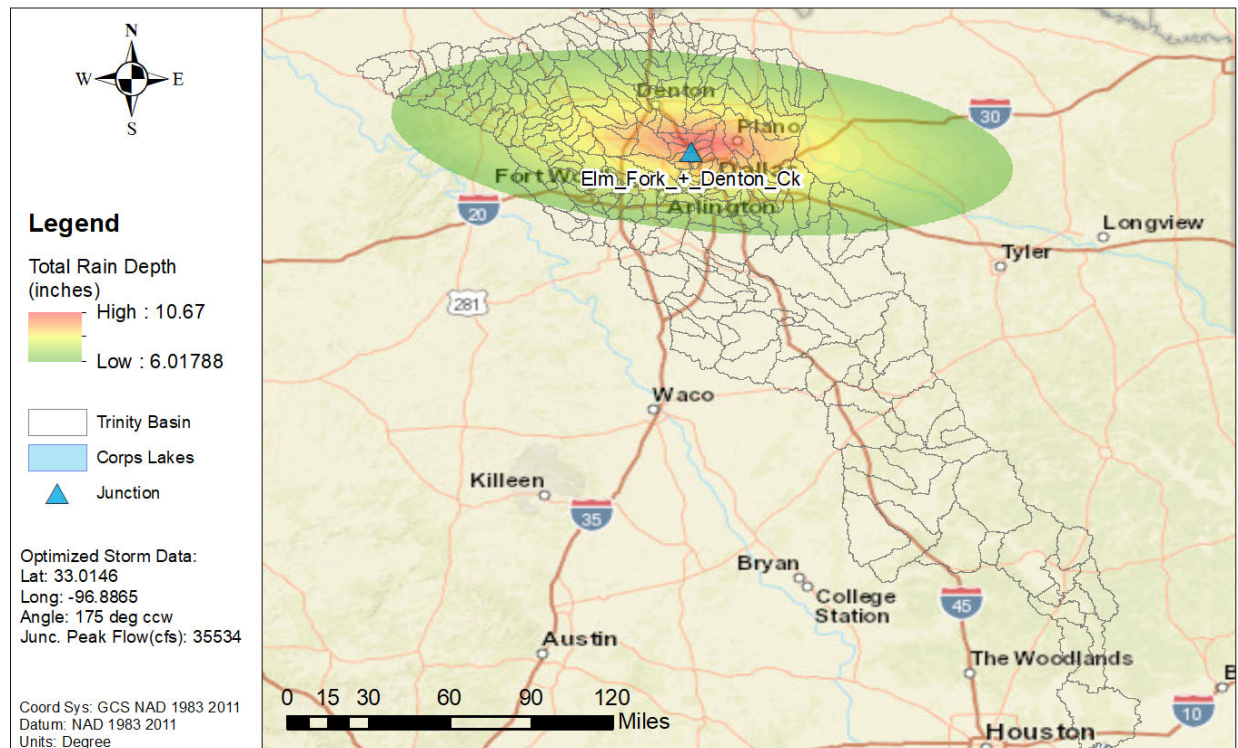 N
W
E
S
Legend
Total Rain Depth
(inches)
High : 10.67
Low : 6.01788
Trinity Basin
Corps Lakes
Junction
Optimized Storm Data:
Lat: 33.0146
Long: -96.8865
Angle: 175 deg ccw
Junc. Peak Flow(cfs): 35534
Coord Sys: GCS NAD 1983 2011
Datum: NAD 1983 2011
Units: Degree
Denton
30
Plano
Dallas
Fort Wo
Elm_Fork_+_Denton_Ck
20
Arlington
Longview
Tyler
281
Waco
Killeen
35
Bryan
College
Station
45
Austin
The Woodlands
B
10
Houston
0 15 30 60 90 120
Miles